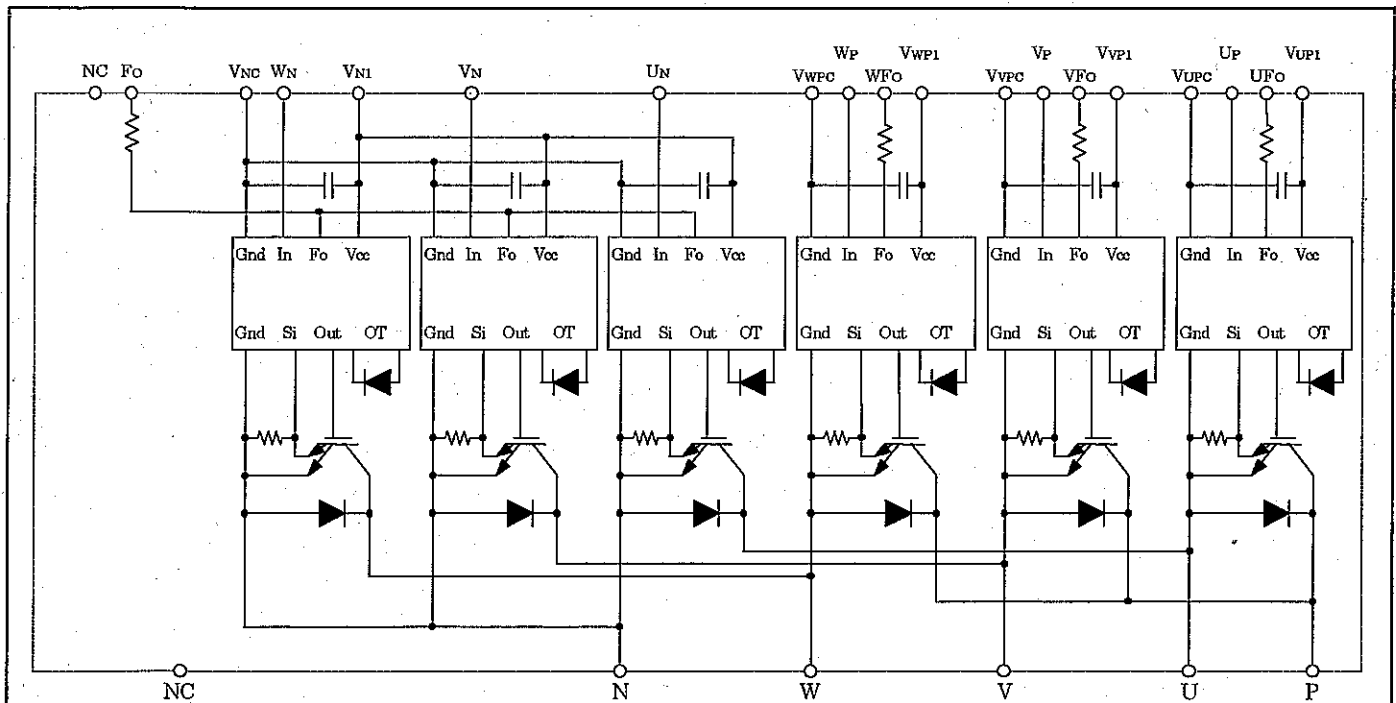 WP VWP1 VP VVP1 UP VUP1
NC FO VNC WN VN1 VN UN VWPC WFO VVPC VFO VUPC UFO
Gnd In Fo Vcc Gnd In Fo Vcc Gnd In Fo Vcc Gnd In Fo Vcc Gnd In Fo Vcc Gnd In Fo Vcc
Gnd Si Out OT Gnd Si Out OT Gnd Si Out OT Gnd Si Out OT Gnd Si Out OT Gnd Si Out OT
NC N W V U P